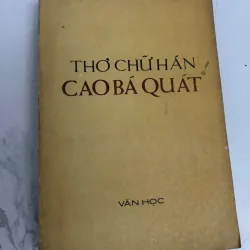 THƠ CHỮ HÁN
CAO BÁ QUÁT
VĂN HỌC